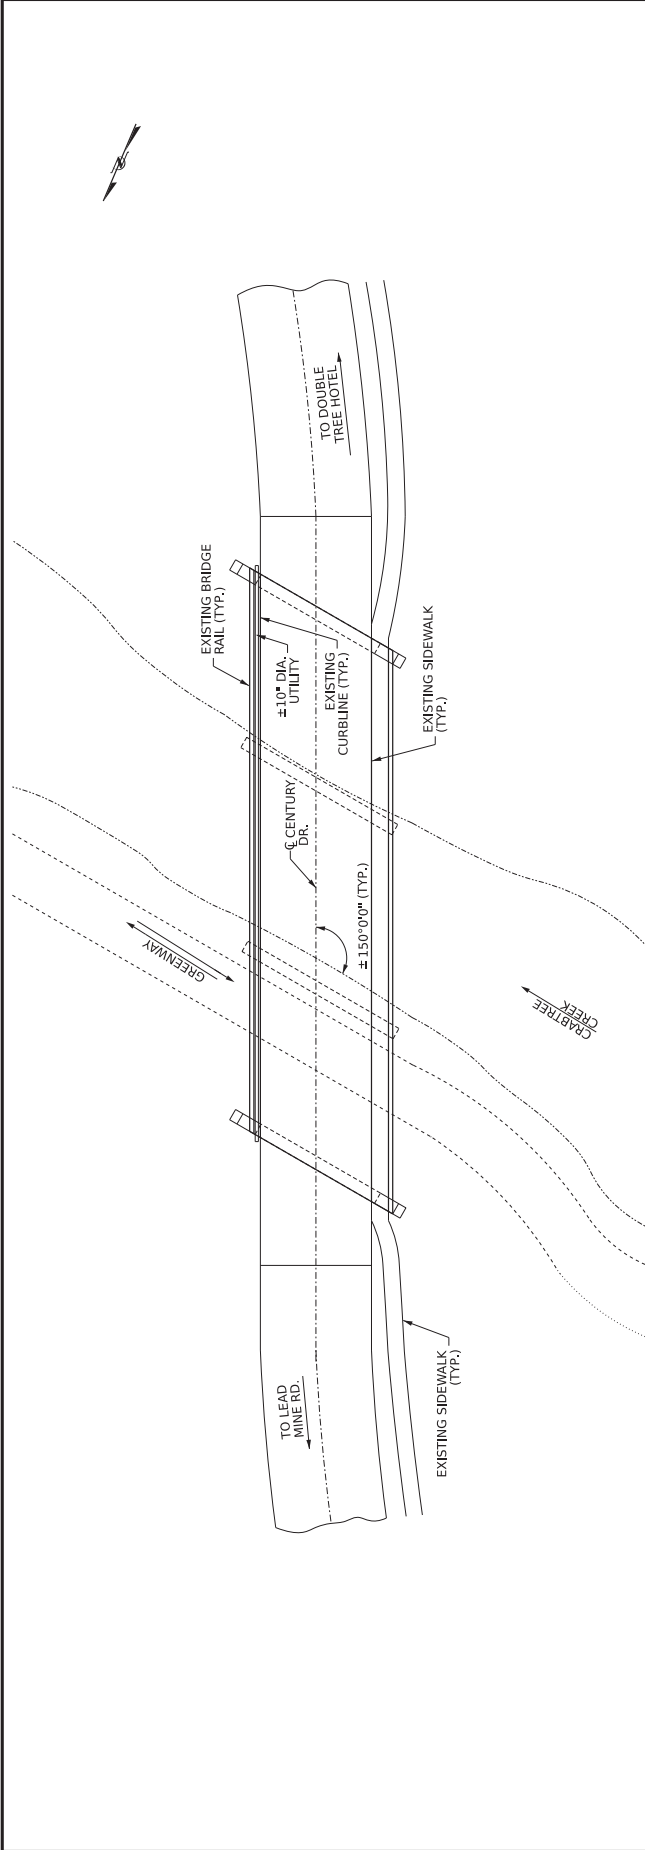 TO LEAD
MINE RD.
EXISTING SIDEWALK
(TYP.)
GREENWAY
CRABTREE
CREEK
±150°0'0" (TYP.)
℄ CENTURY
DR.
EXISTING SIDEWALK
(TYP.)
EXISTING
CURBLINE (TYP.)
±10" DIA.
UTILITY
EXISTING BRIDGE
RAIL (TYP.)
TO DOUBLE
TREE HOTEL